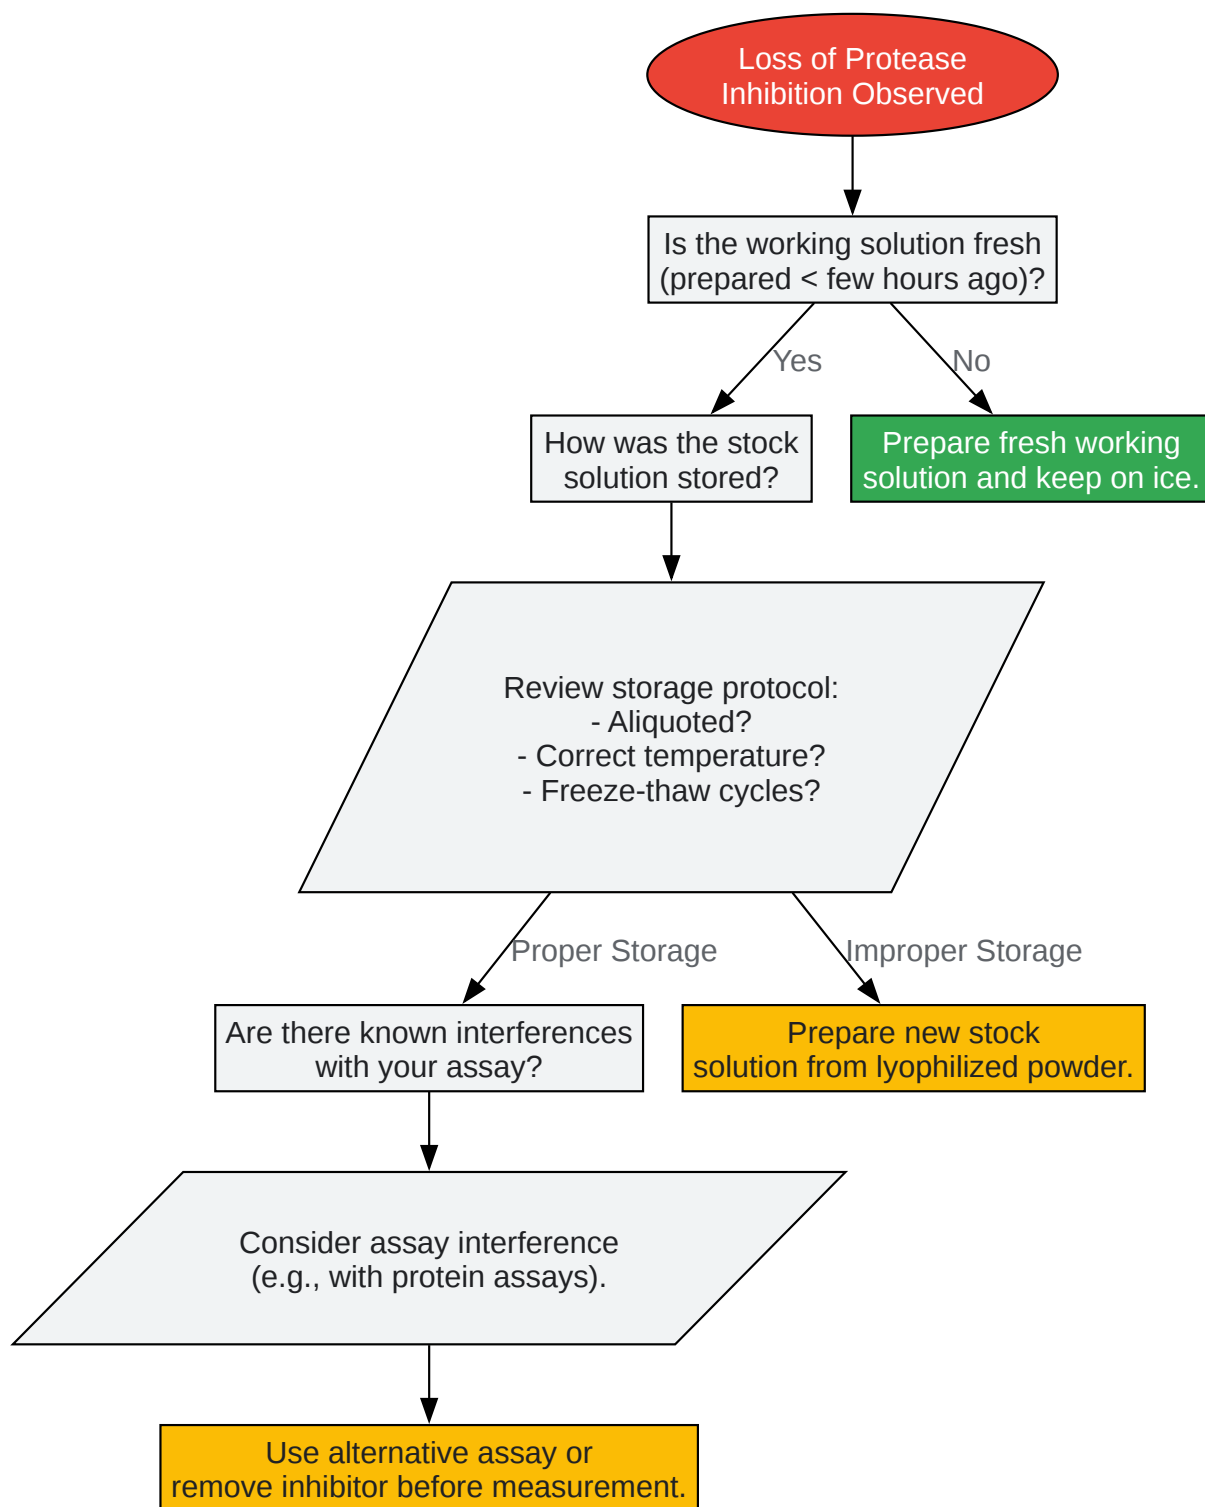 Loss of Protease
Inhibition Observed
Is the working solution fresh
(prepared < few hours ago)?
Yes
No
How was the stock
solution stored?
Prepare fresh working
solution and keep on ice.
Review storage protocol:
- Aliquoted?
- Correct temperature?
- Freeze-thaw cycles?
Proper Storage
Improper Storage
Are there known interferences
with your assay?
Prepare new stock
solution from lyophilized powder.
Consider assay interference
(e.g., with protein assays).
Use alternative assay or
remove inhibitor before measurement.